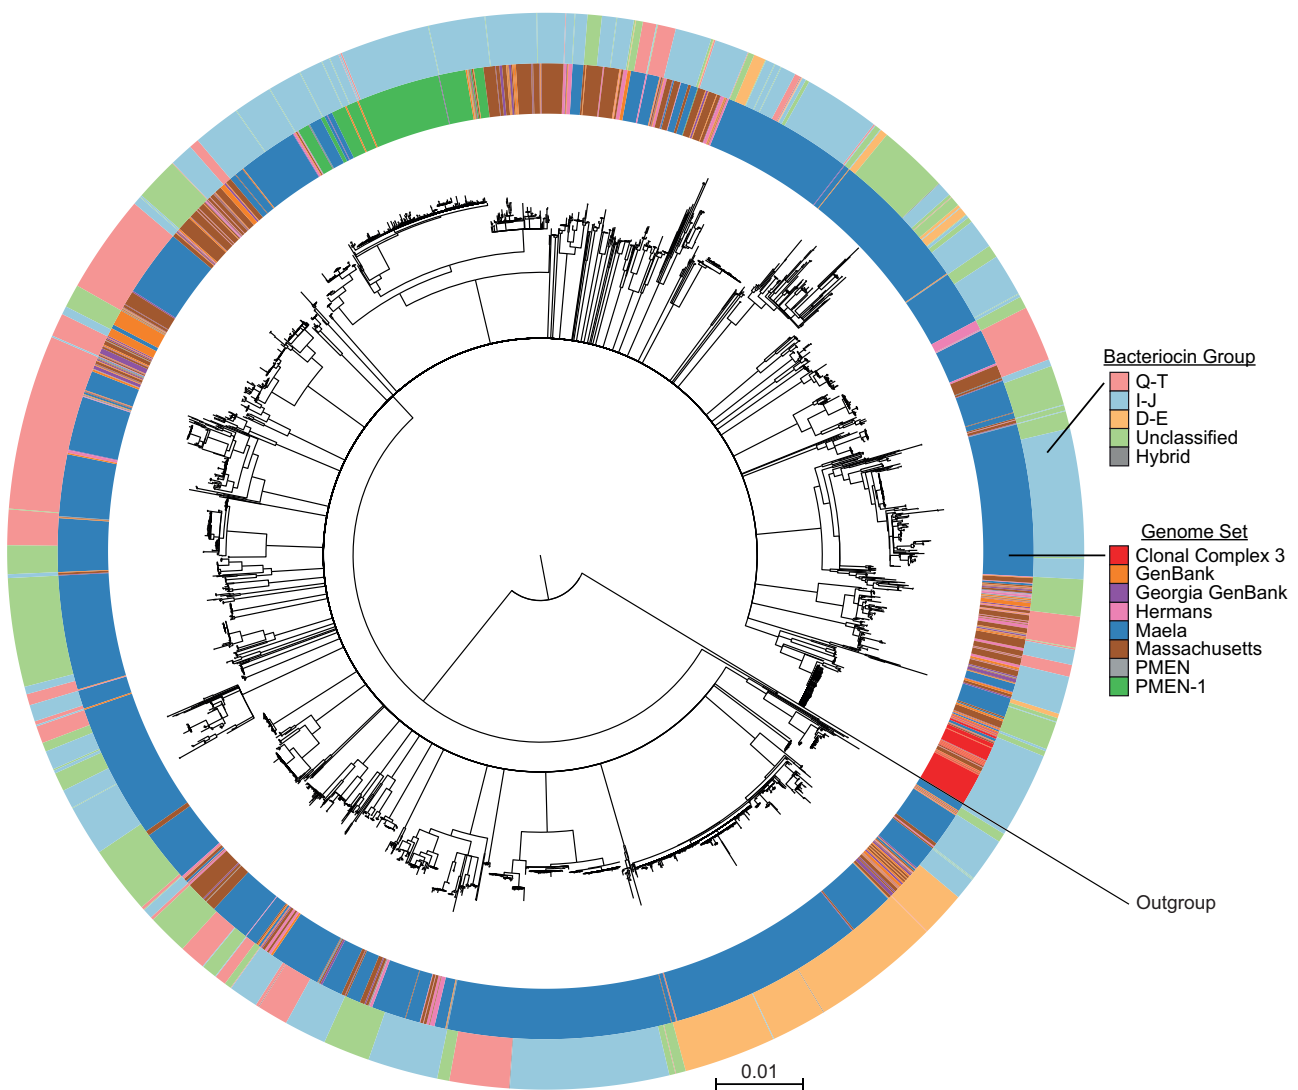 Bacteriocin Group
Q-T
I-J
D-E
Unclassified
Hybrid
Genome Set
Clonal Complex 3
GenBank
Georgia GenBank
Hermans
Maela
Massachusetts
PMEN
PMEN-1
Outgroup
0.01